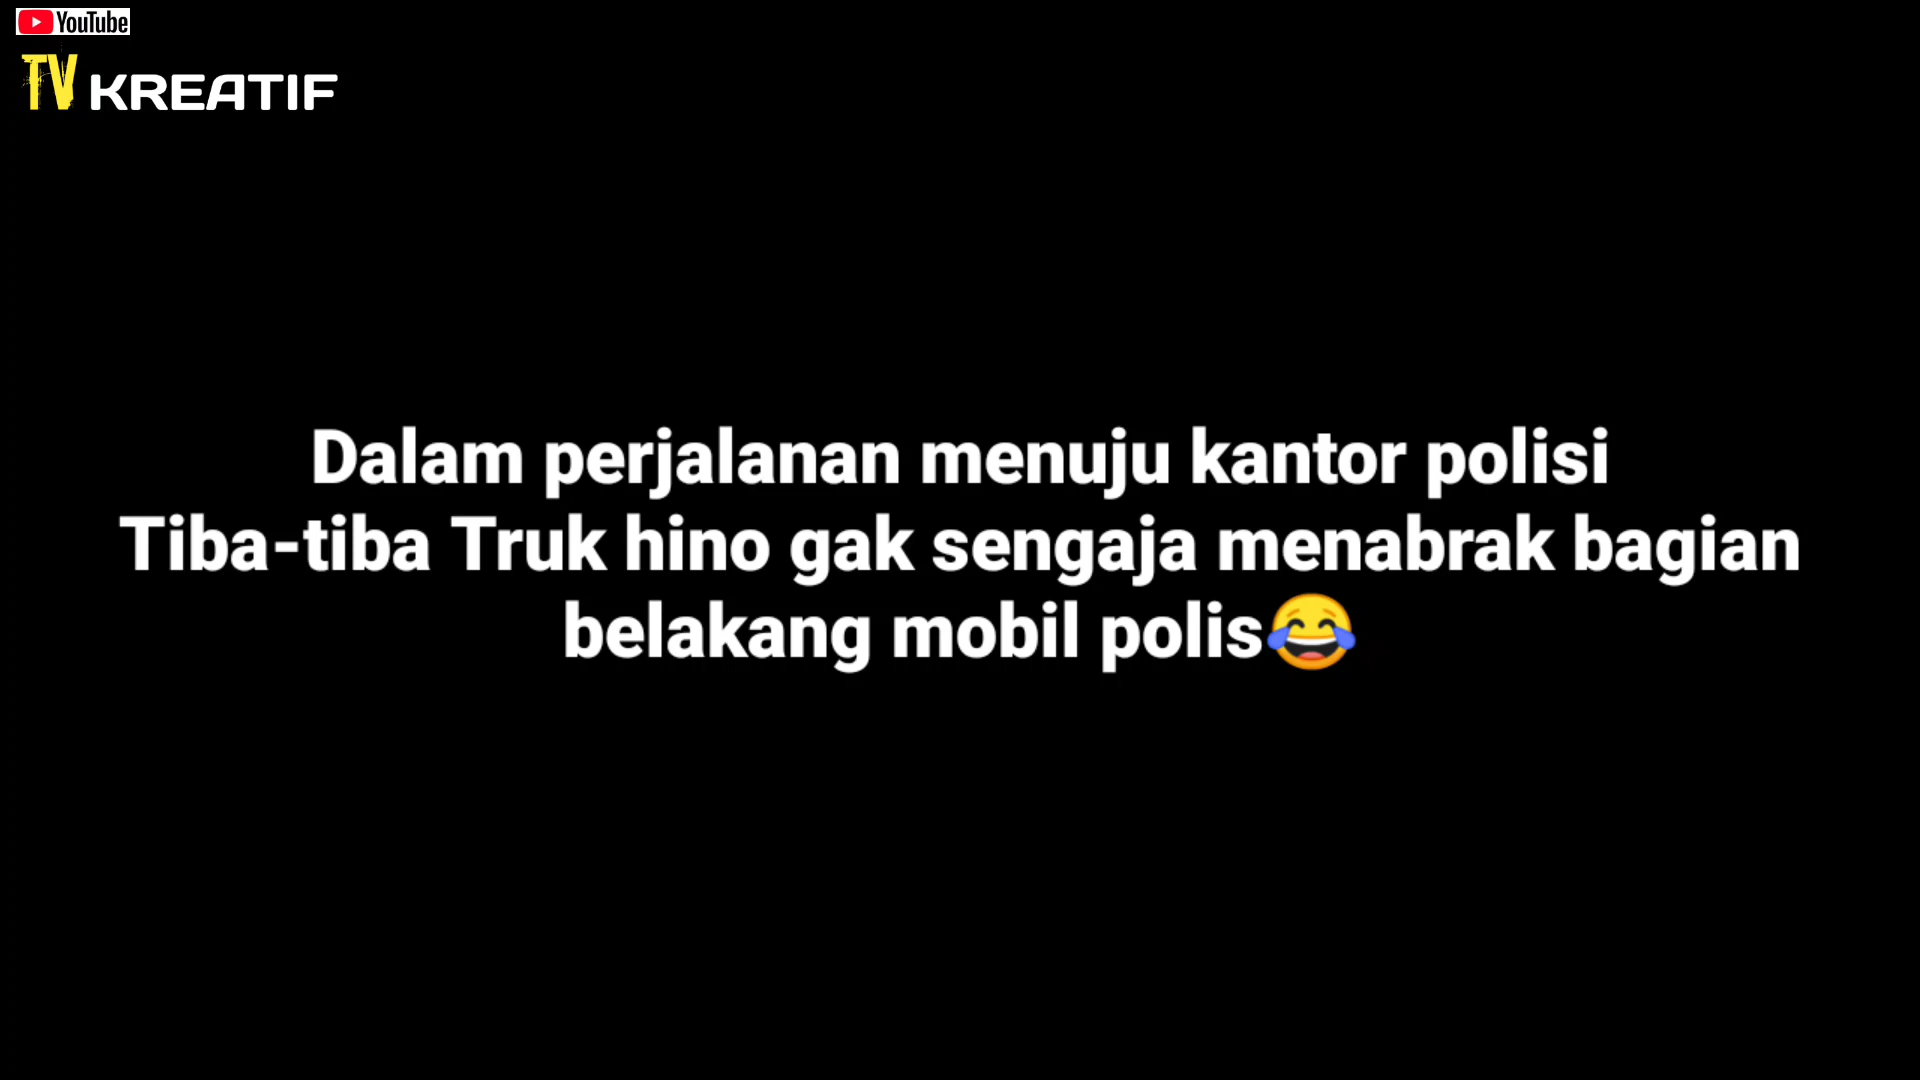 YouTube
TV KREATIF
Dalam perjalanan menuju kantor polisi
Tiba-tiba Truk hino gak sengaja menabrak bagian
belakang mobil polis😂